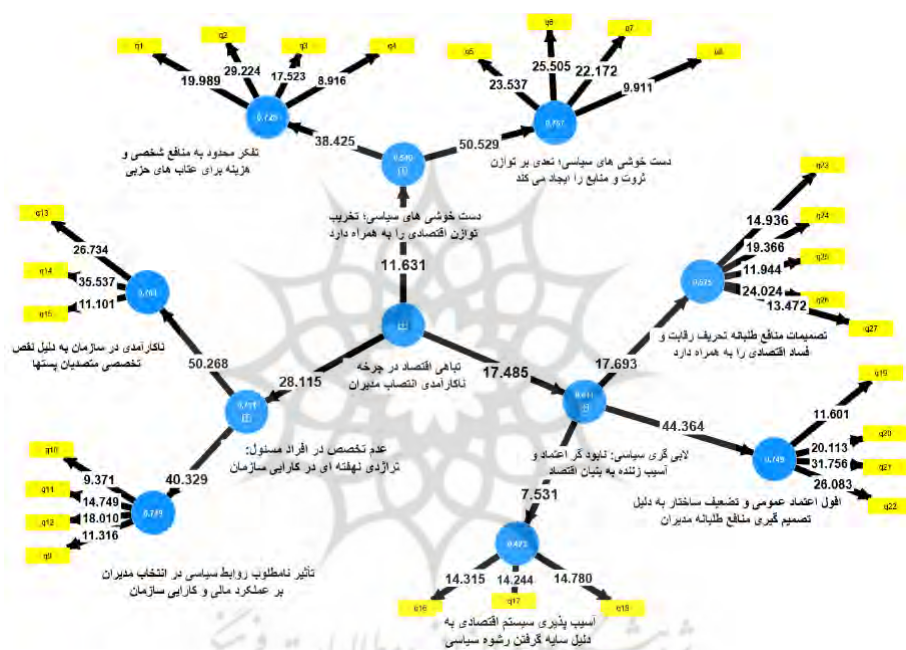 q1
q2
q3
q4
19.989
29.224
17.523
8.916
q5
q6
q7
q8
23.537
25.505
22.172
9.911
38.425
50.529
تفکر محدود به منافع شخصی و
هزینه برای عتاب های حزبی
دست خوشی های سیاسی؛ تعدی بر توازن
ثروت و منابع را ایجاد می کند
دست خوشی های سیاسی؛ تخریب
توازن اقتصادی را به همراه دارد
11.631
q13
q14
q15
26.734
35.537
11.101
ناکارآمدی در سازمان به دلیل نقص
تخصصی متصدیان پستها
50.268
28.115
تباهی اقتصاد در چرخه
ناکارآمدی انتصاب مدیران
17.485
q23
q24
q25
q26
q27
14.936
19.366
11.944
24.024
13.472
تصمیمات منافع طلبانه تحریف رقابت و
فساد اقتصادی را به همراه دارد
17.693
عدم تخصص در افراد مسئول:
تراژدی نهفته ای در کارایی سازمان
40.329
لابی گری سیاسی: نابود گر اعتماد و
آسیب زننده به بنیان اقتصاد
44.364
7.531
q19
q20
q21
q22
11.601
20.113
31.756
26.083
0.749
افول اعتماد عمومی و تضعیف ساختار به دلیل
تصمیم گیری منافع طلبانه مدیران
q10
q11
q12
q9
9.371
14.749
18.010
11.316
تأثیر نامطلوب روابط سیاسی در انتخاب مدیران
بر عملکرد مالی و کارایی سازمان
14.315
14.244
14.780
q16
q17
q18
آسیب پذیری سیستم اقتصادی به
دلیل سایه گرفتن رشوه سیاسی